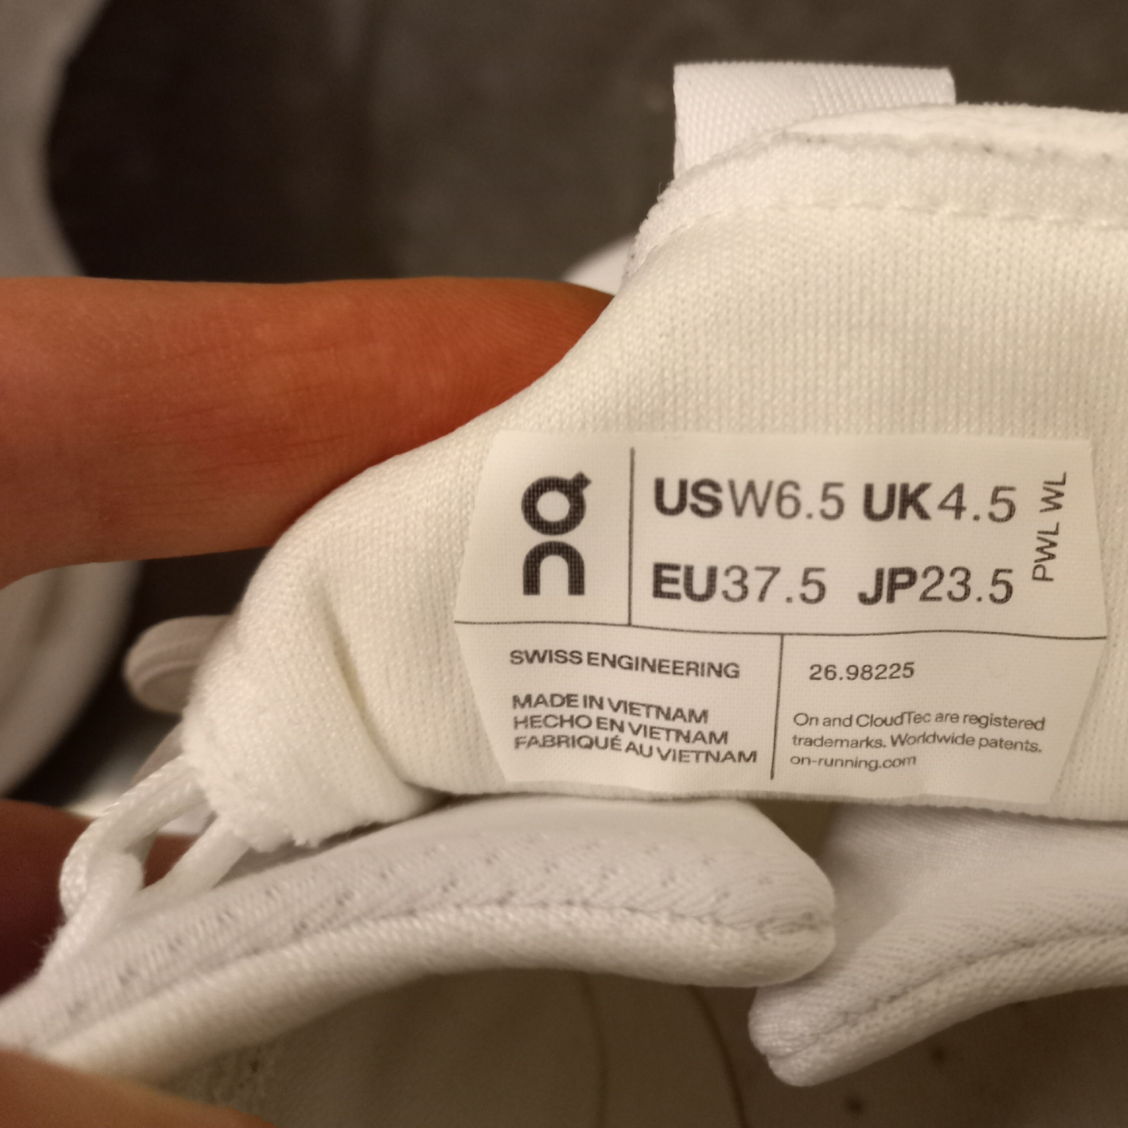 on
USW6.5 UK4.5
EU37.5 JP23.5
PWL WL
SWISS ENGINEERING
MADE IN VIETNAM
HECHO EN VIETNAM
FABRIQUÉ AU VIETNAM
26.98225
On and CloudTec are registered
trademarks. Worldwide patents.
on-running.com